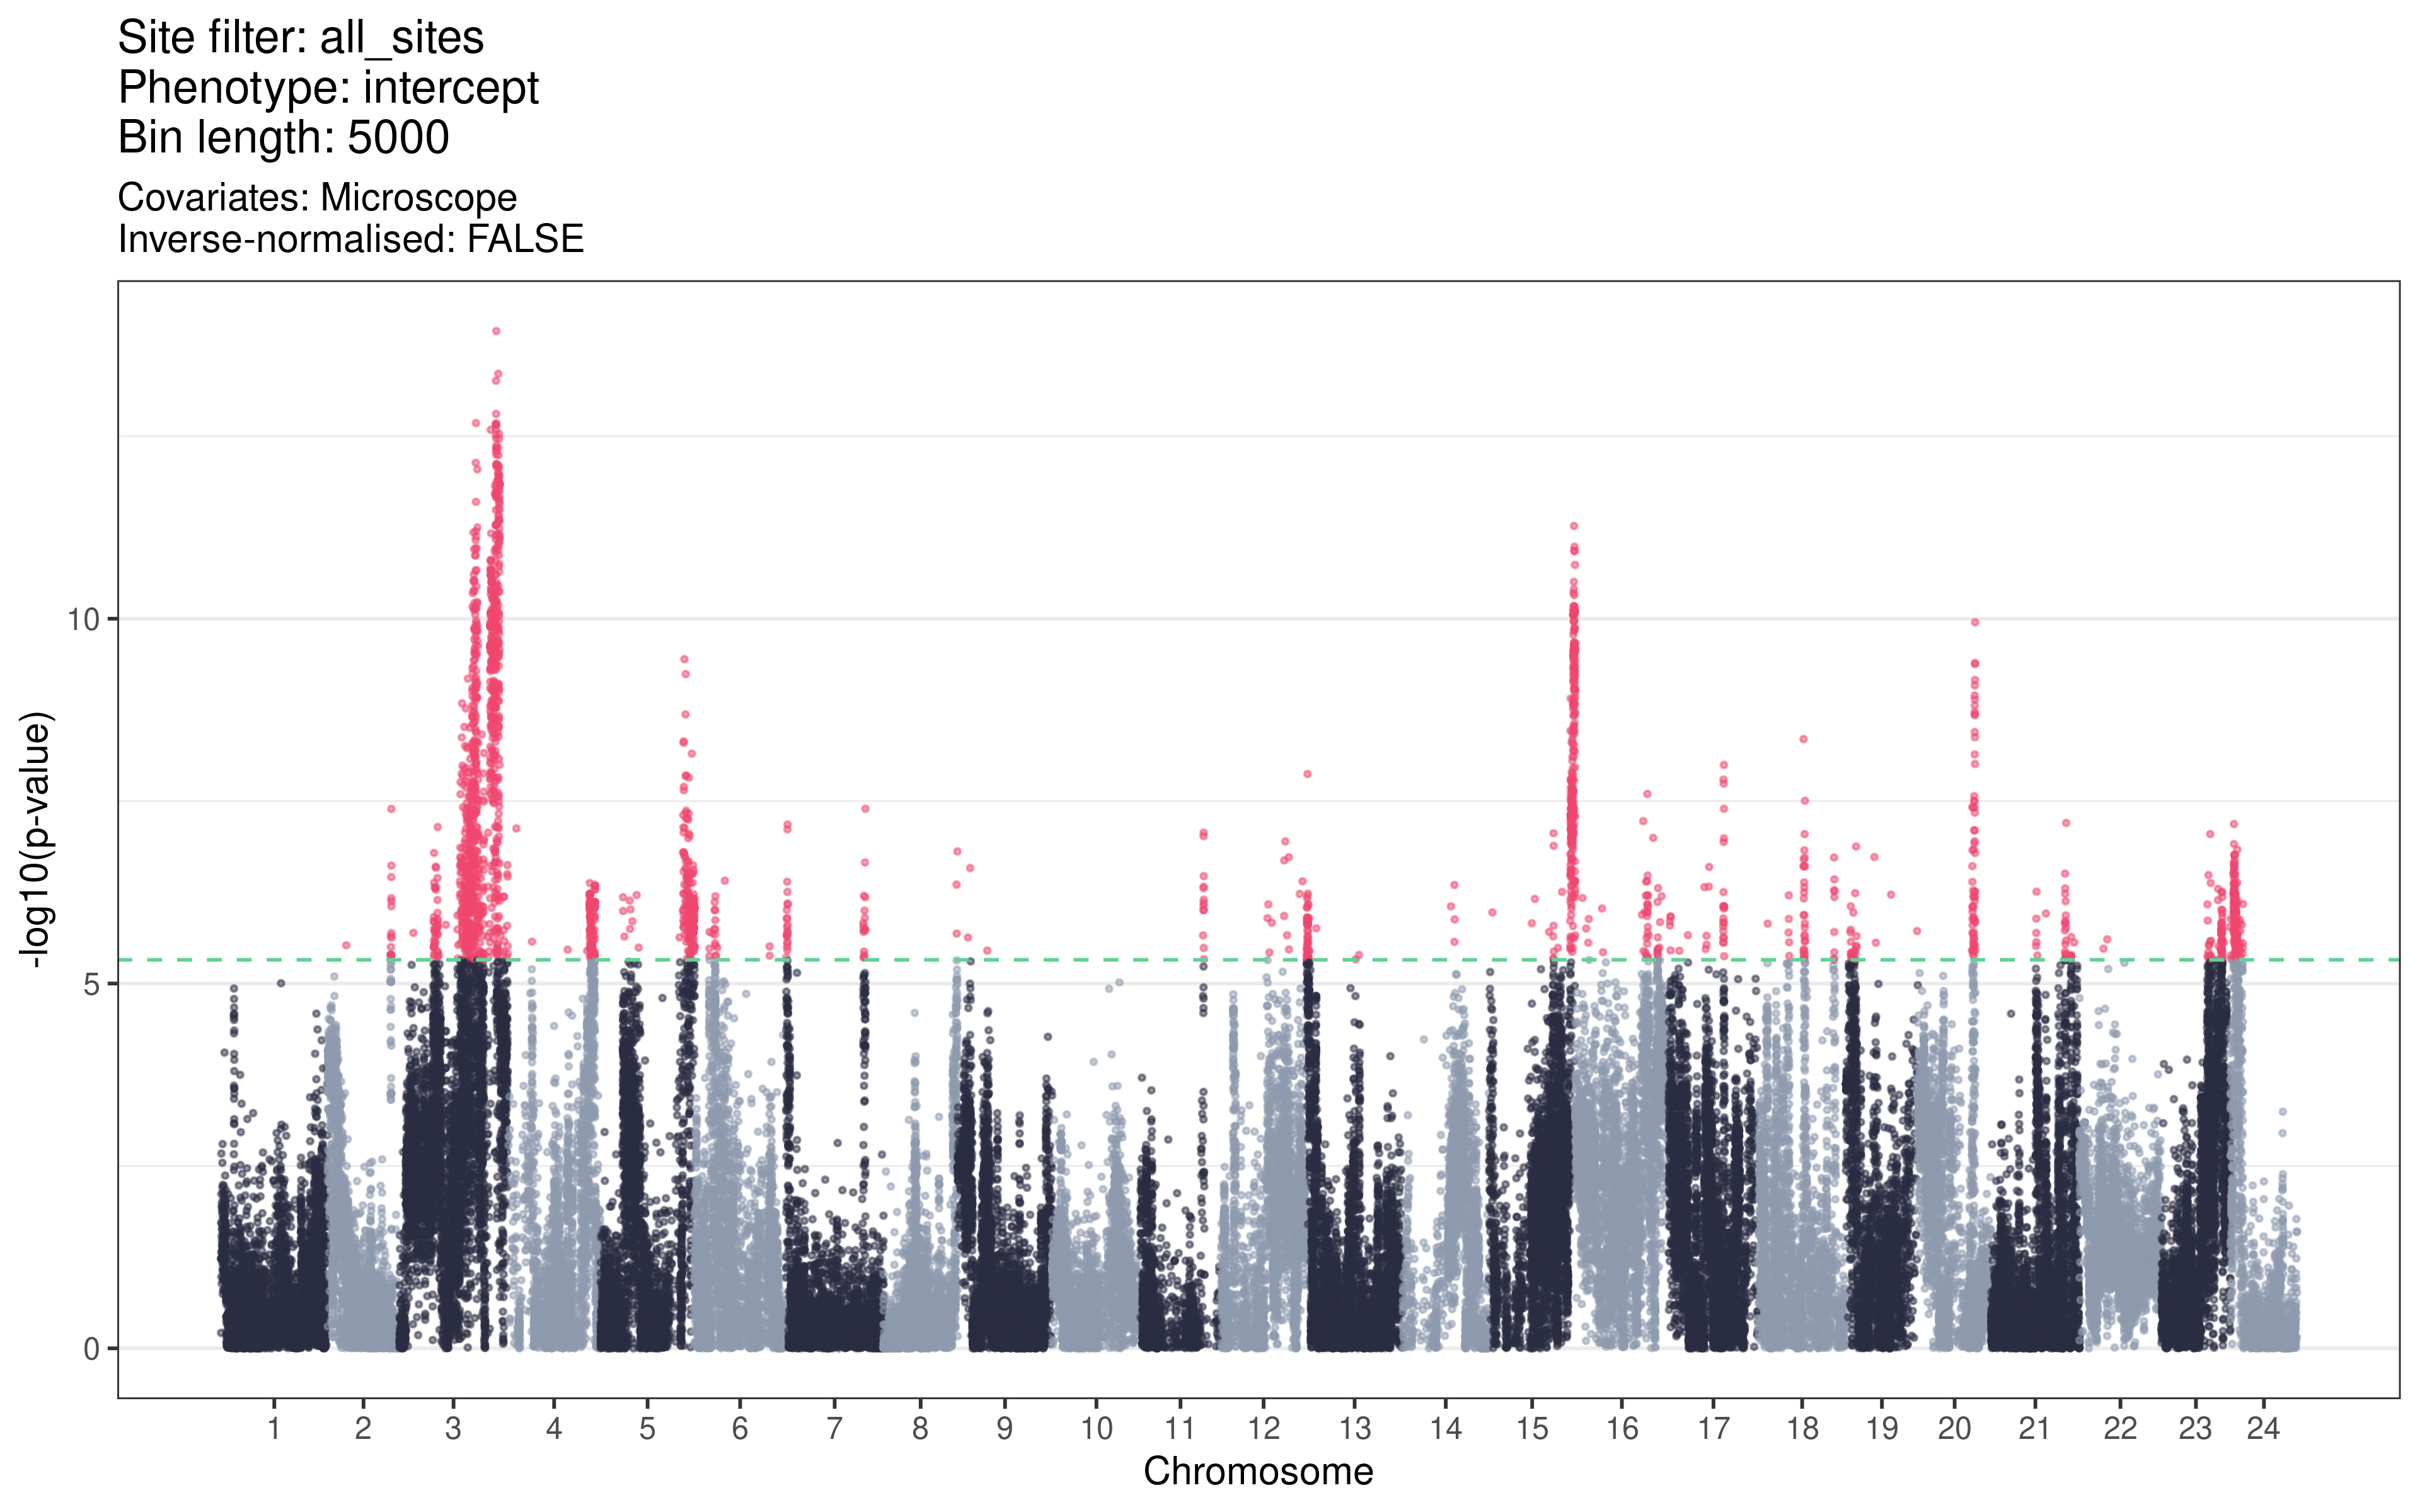 Site filter: all_sites
Phenotype: intercept
Bin length: 5000
Covariates: Microscope
Inverse-normalised: FALSE
-log10(p-value)
10
5
0
1 2 3 4 5 6 7 8 9 10 11 12 13 14 15 16 17 18 19 20 21 22 23 24
Chromosome